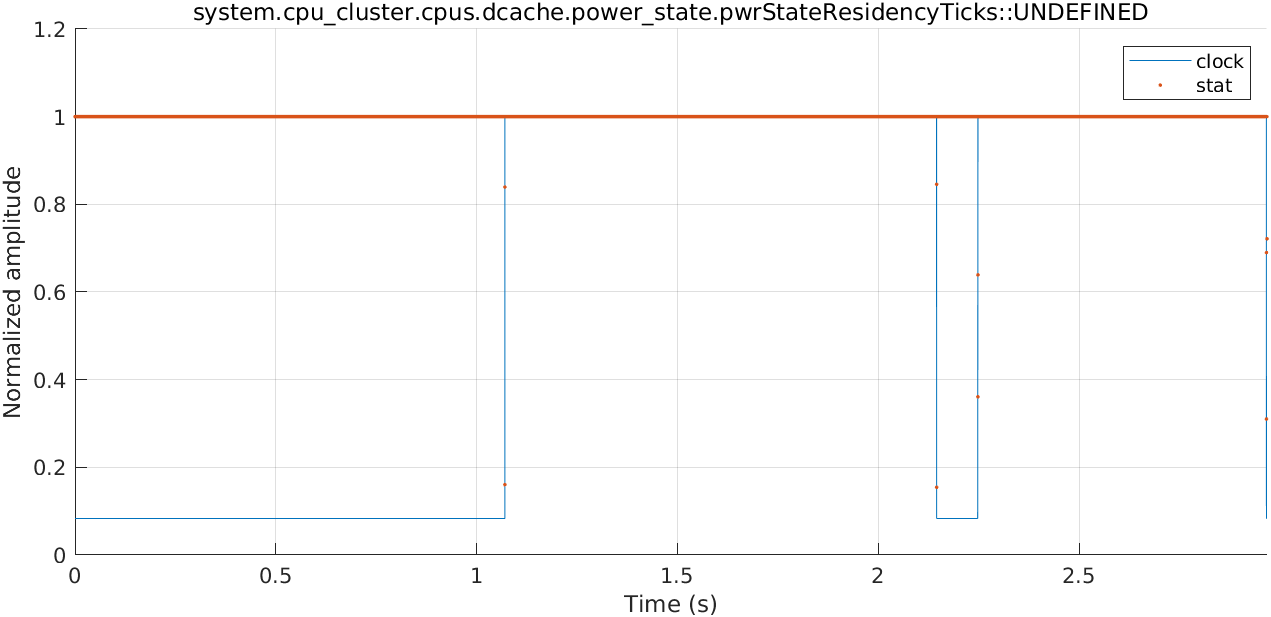 system.cpu_cluster.cpus.dcache.power_state.pwrStateResidencyTicks::UNDEFINED
1.2
clock
stat
1
0.8
Normalized amplitude
0.6
0.4
0.2
0
0 0.5 1 1.5 2 2.5
Time (s)